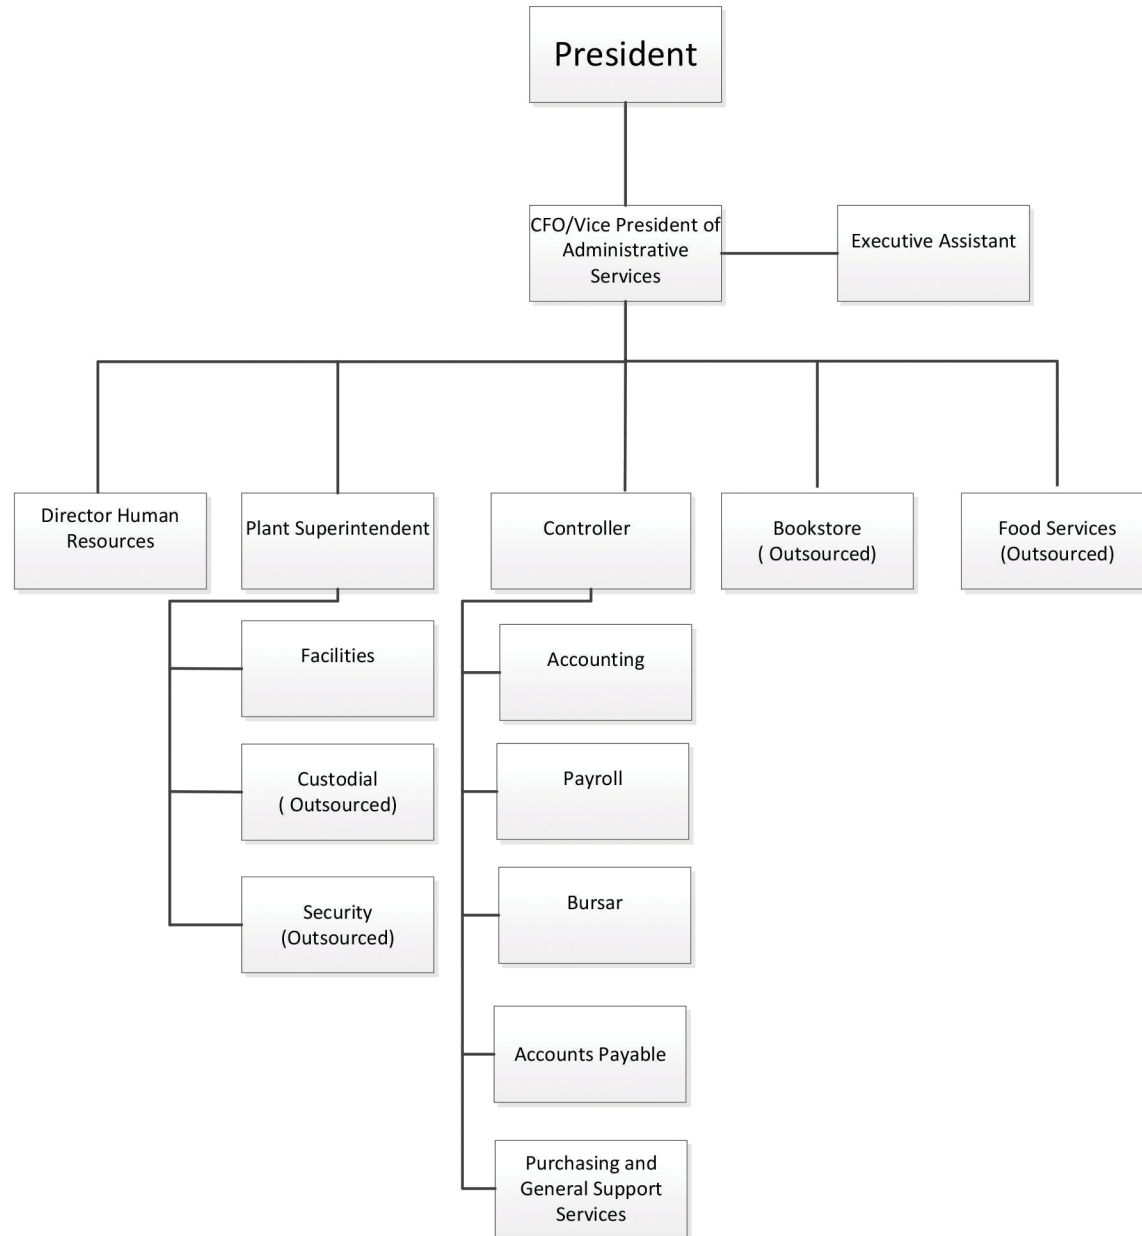 President
CFO/Vice President of
Administrative
Services
Executive Assistant
Director Human
Resources
Plant Superintendent
Controller
Bookstore
( Outsourced)
Food Services
(Outsourced)
Facilities
Custodial
( Outsourced)
Security
(Outsourced)
Accounting
Payroll
Bursar
Accounts Payable
Purchasing and
General Support
Services